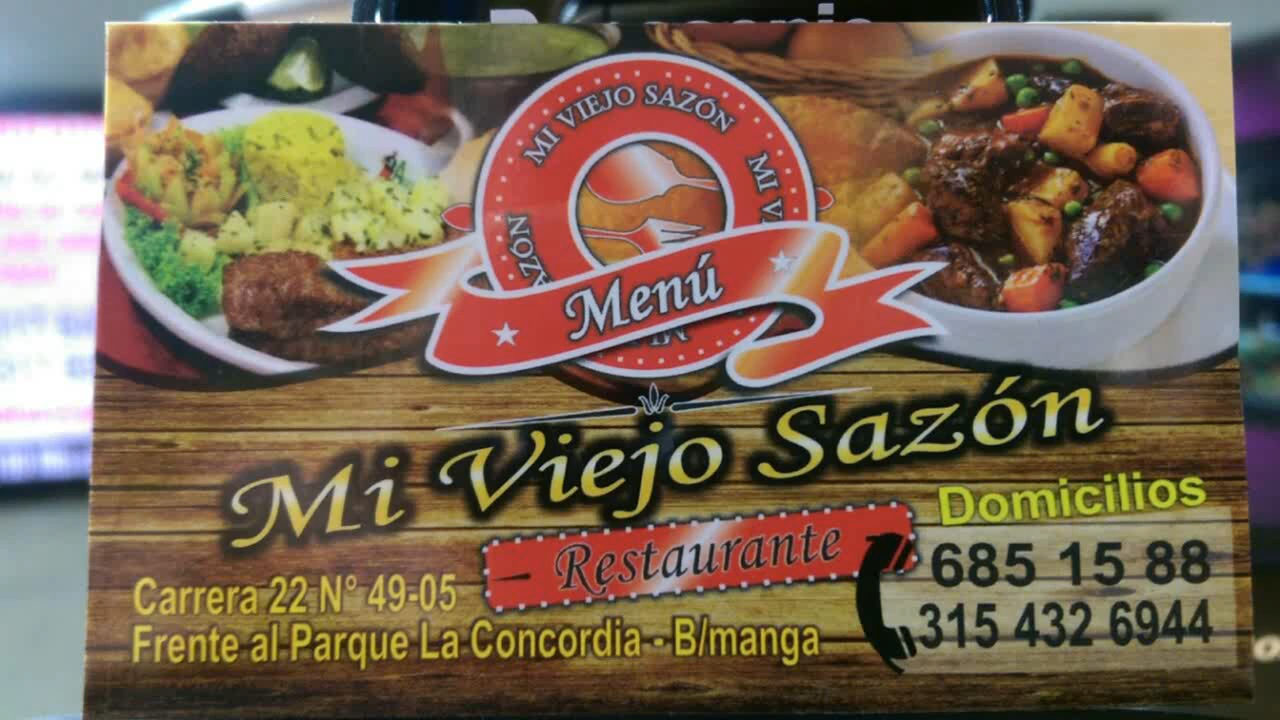 Panasonic
MI VIEJO SAZÓN
Menú
Mi Viejo Sazón
Restaurante
Domicilios
685 15 88
315 432 6944
Carrera 22 N° 49-05
Frente al Parque La Concordia - B/manga